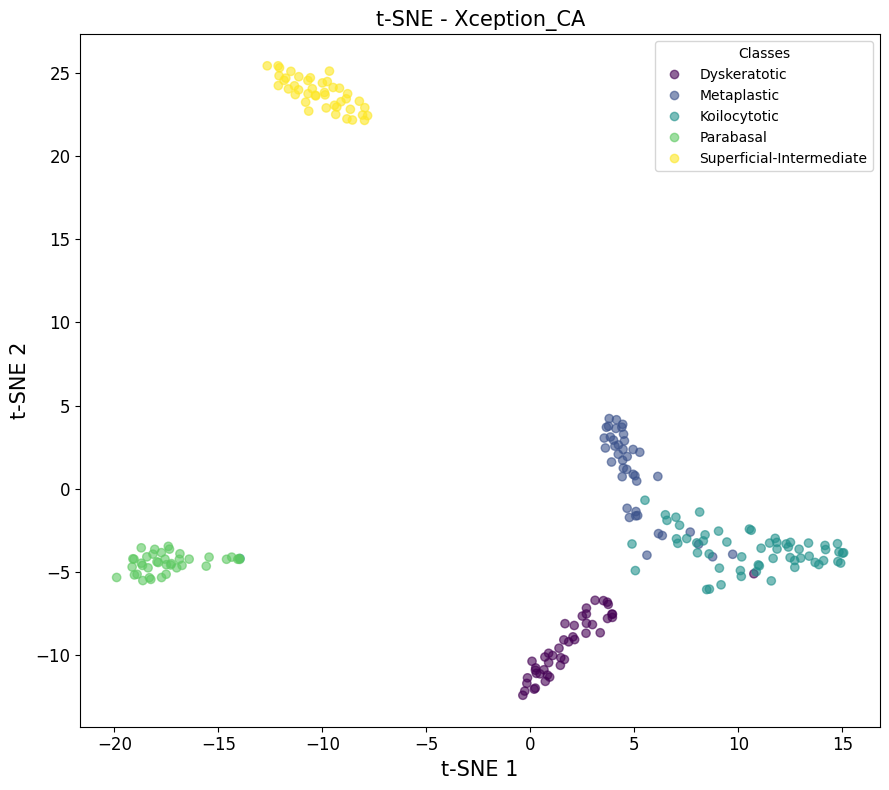 t-SNE - Xception_CA
Classes
Dyskeratotic
Metaplastic
Koilocytotic
Parabasal
Superficial-Intermediate
25
20
15
10
5
0
−5
−10
t-SNE 2
−20
−15
−10
−5
0
5
10
15
t-SNE 1